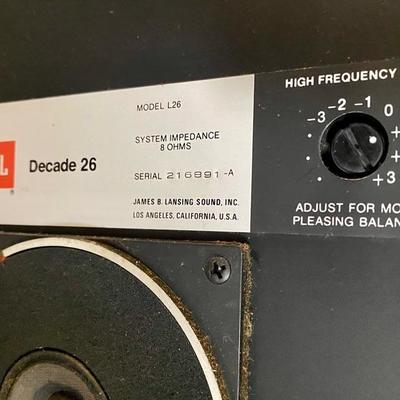 L
®
Decade 26
MODEL L26
SYSTEM IMPEDANCE
8 OHMS
SERIAL 216891-A
JAMES B. LANSING SOUND, INC.
LOS ANGELES, CALIFORNIA, U.S.A.
HIGH FREQUENCY
-3 -2 -1 0
+
+
+3
ADJUST FOR MO
PLEASING BALAN